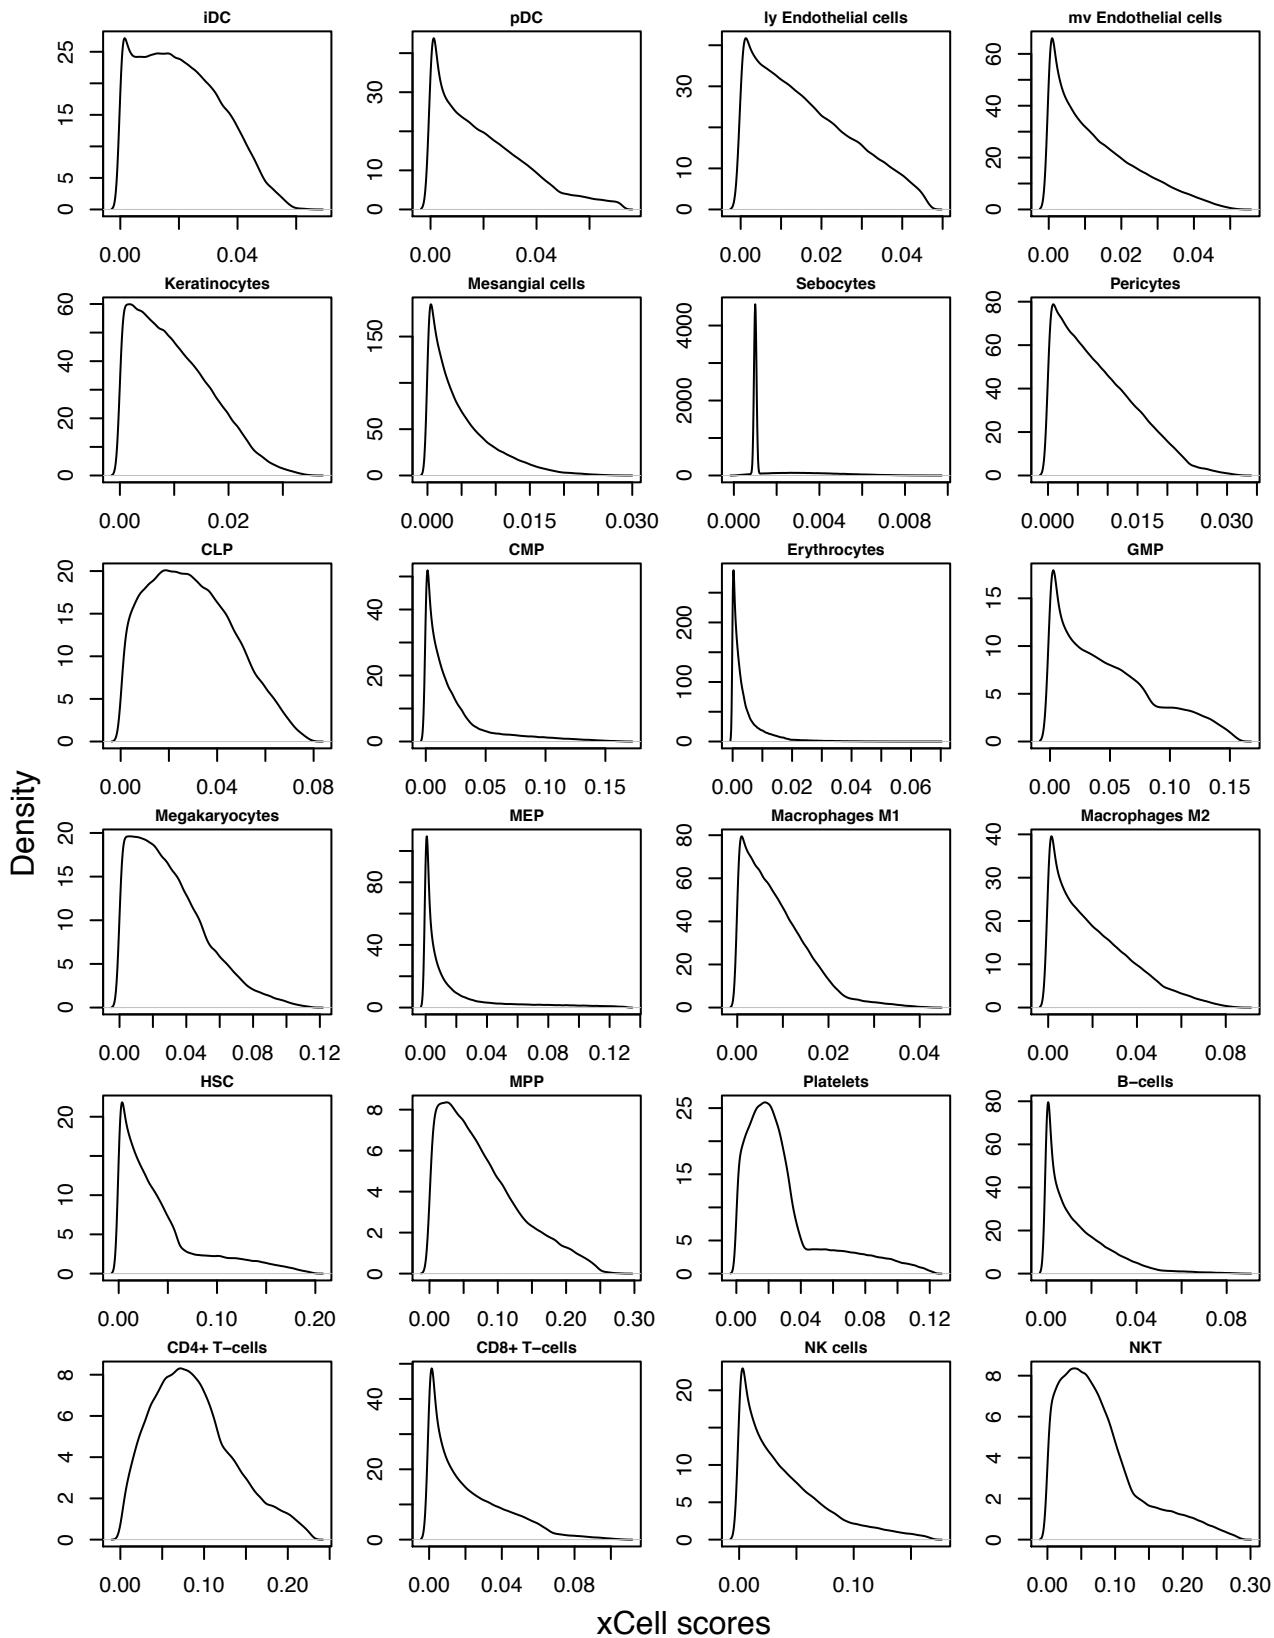 iDC pDC ly Endothelial cells mv Endothelial cells
0 5 15 25 0 10 30 0 10 30 0 20 40 60
0.00 0.04 0.00 0.04 0.00 0.02 0.04 0.00 0.02 0.04
Keratinocytes Mesangial cells Sebocytes Pericytes
0 20 40 60 0 50 150 0 2000 4000 0 20 40 60 80
0.00 0.02 0.000 0.015 0.030 0.000 0.004 0.008 0.000 0.015 0.030
CLP CMP Erythrocytes GMP
0 5 10 15 20 0 20 40 0 100 200 0 5 10 15
0.00 0.04 0.08 0.00 0.05 0.10 0.15 0.00 0.02 0.04 0.06 0.00 0.05 0.10 0.15
Density
Megakaryocytes MEP Macrophages M1 Macrophages M2
0 5 10 15 20 0 40 80 0 20 40 60 80 0 10 20 30 40
0.00 0.04 0.08 0.12 0.00 0.04 0.08 0.12 0.00 0.02 0.04 0.00 0.04 0.08
HSC MPP Platelets B−cells
0 5 10 20 0 2 4 6 8 0 5 15 25 0 20 40 60 80
0.00 0.10 0.20 0.00 0.10 0.20 0.30 0.00 0.04 0.08 0.12 0.00 0.04 0.08
CD4+ T−cells CD8+ T−cells NK cells NKT
0 2 4 6 8 0 20 40 0 5 10 20 0 2 4 6 8
0.00 0.10 0.20 0.00 0.04 0.08 0.00 0.10 0.00 0.10 0.20 0.30
xCell scores